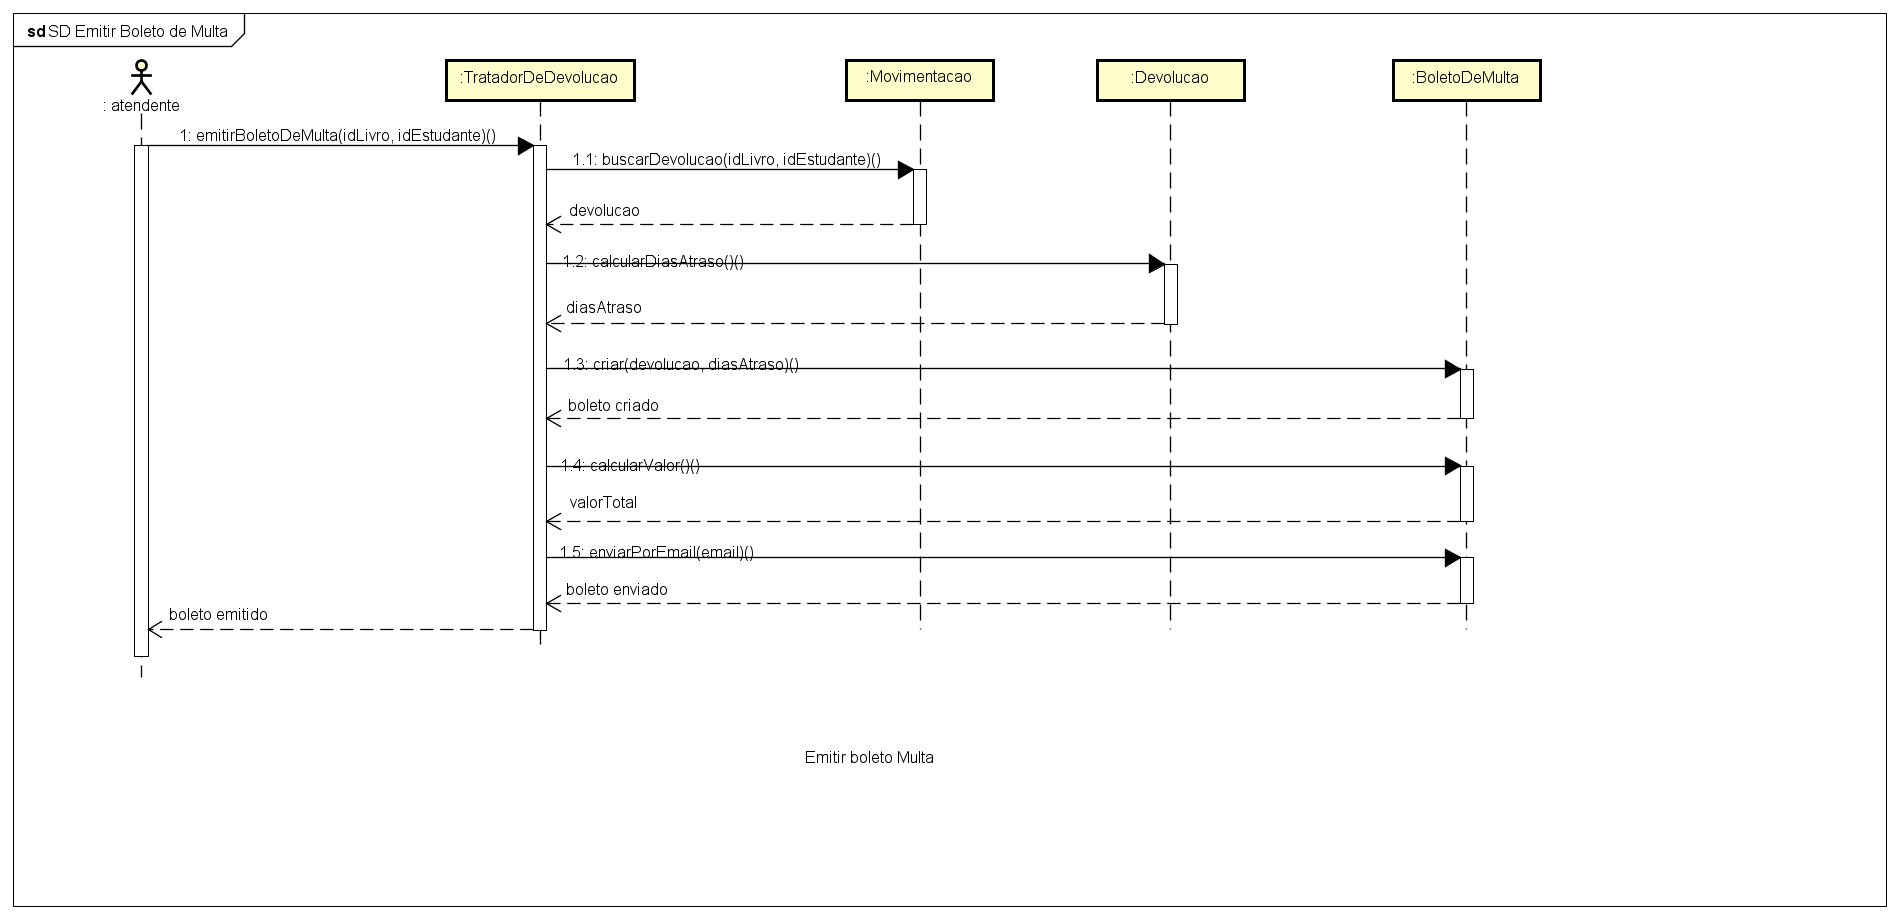 sd SD Emitir Boleto de Multa
: atendente
:TratadorDeDevolucao
:Movimentacao
:Devolucao
:BoletoDeMulta
1: emitirBoletoDeMulta(idLivro, idEstudante)()
1.1: buscarDevolucao(idLivro, idEstudante)()
devolucao
1.2: calcularDiasAtraso()()
diasAtraso
1.3: criar(devolucao, diasAtraso)()
boleto criado
1.4: calcularValor()()
valorTotal
1.5: enviarPorEmail(email)()
boleto enviado
boleto emitido
Emitir boleto Multa